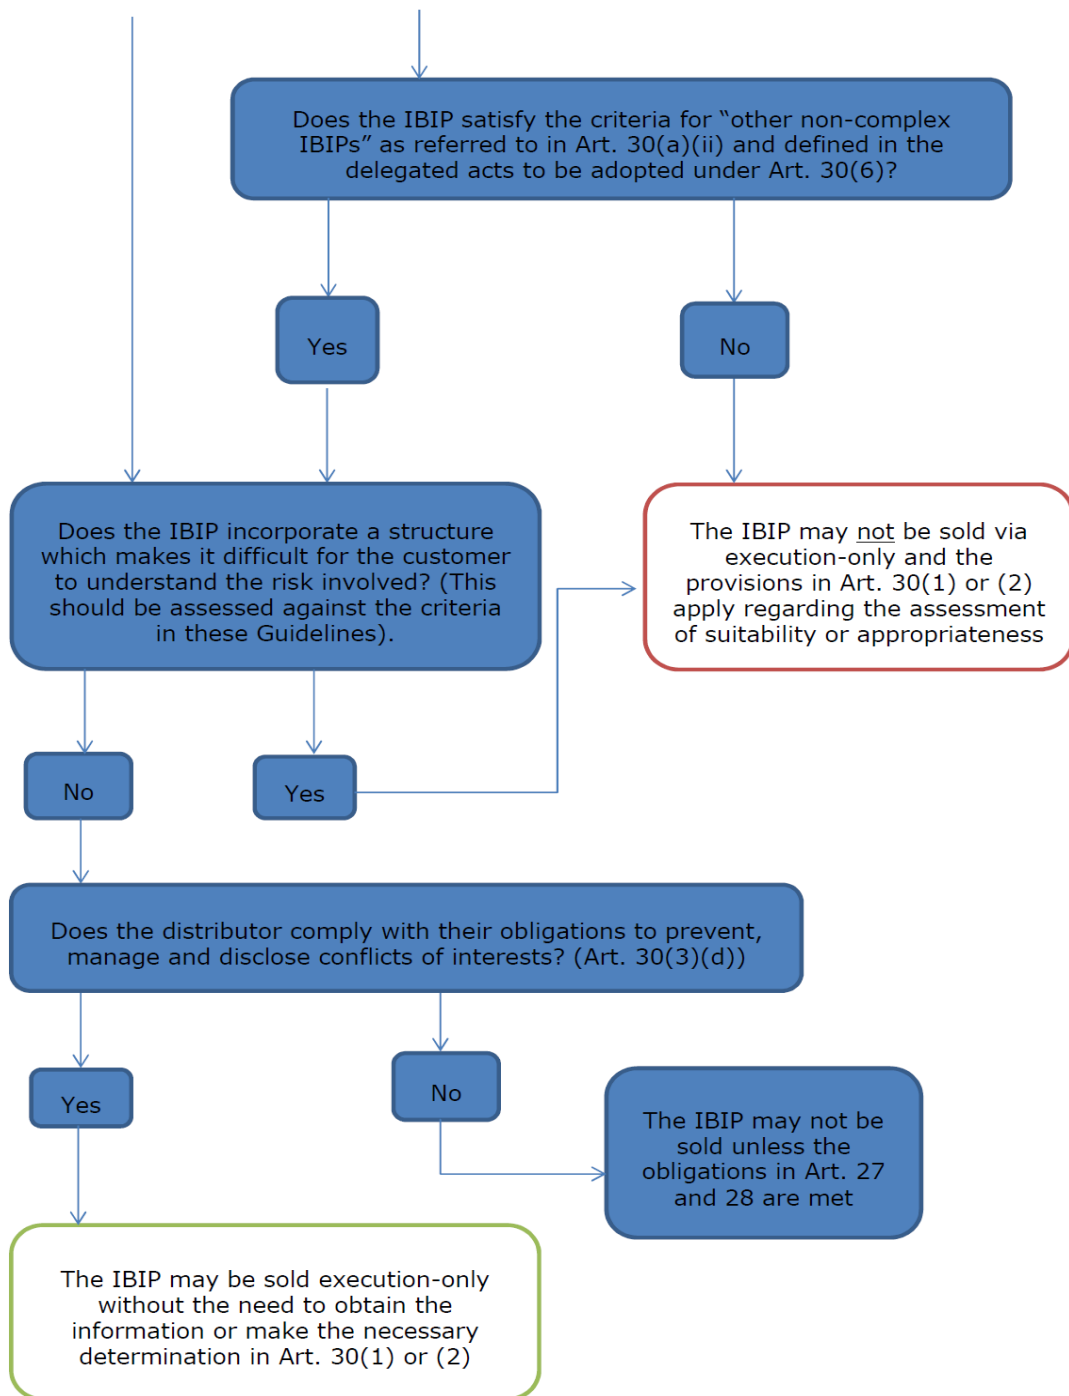 Does the IBIP satisfy the criteria for “other non-complex
IBIPs” as referred to in Art. 30(a)(ii) and defined in the
delegated acts to be adopted under Art. 30(6)?
Yes
No
Does the IBIP incorporate a structure
which makes it difficult for the customer
to understand the risk involved? (This
should be assessed against the criteria
in these Guidelines).
The IBIP may not be sold via
execution-only and the
provisions in Art. 30(1) or (2)
apply regarding the assessment
of suitability or appropriateness
No
Yes
Does the distributor comply with their obligations to prevent,
manage and disclose conflicts of interests? (Art. 30(3)(d))
Yes
No
The IBIP may not be
sold unless the
obligations in Art. 27
and 28 are met
The IBIP may be sold execution-only
without the need to obtain the
information or make the necessary
determination in Art. 30(1) or (2)